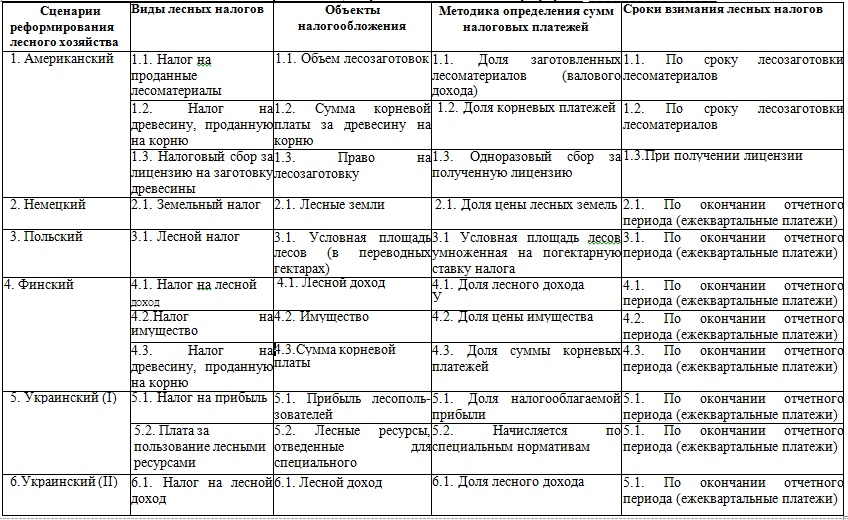 Сценарии реформирования лесного хозяйства
Виды лесных налогов
Объекты налогообложения
Методика определения сумм налоговых платежей
Сроки взимания лесных налогов
1. Американский
1.1. Налог на проданные лесоматериалы
1.1. Объем лесозаготовок
1.1. Доля заготовленных лесоматериалов (валового дохода)
1.1. По сроку лесозаготовки лесоматериалов
1.2. Налог на древесину, проданную на корню
1.2. Сумма корневой платы за древесину на корню
1.2. Доля корневых платежей
1.2. По сроку лесозаготовки лесоматериалов
1.3. Налоговый сбор за лицензию на заготовку древесины
1.3. Право на лесозаготовку
1.3. Одноразовый сбор за полученную лицензию
1.3.При получении лицензии
2. Немецкий
2.1. Земельный налог
2.1. Лесные земли
2.1. Доля цены лесных земель
2.1. По окончании отчетного периода (ежеквартальные платежи)
3. Польский
3.1. Лесной налог
3.1. Условная площадь лесов (в переводных гектарах)
3.1 Условная площадь лесов умноженная на погектарную ставку налога
3.1. По окончании отчетного периода (ежеквартальные платежи)
4. Финский
4.1. Налог на лесной доход
4.1. Лесной доход
4.1. Доля лесного дохода
У
4.1. По окончании отчетного периода (ежеквартальные платежи)
4.2.Налог на имущество
4.2. Имущество
4.2. Доля цены имущества
4.2. По окончании отчетного периода (ежеквартальные платежи)
4.3. Налог на древесину, проданную на корню
4.3.Сумма корневой платы
4.3. Доля суммы корневых платежей
4.3. По окончании отчетного периода (ежеквартальные платежи)
5. Украинский (I)
5.1. Налог на прибыль
5.1. Прибыль лесополь-зователей
5.1. Доля налогооблагаемой прибыли
5.1. По окончании отчетного периода (ежеквартальные платежи)
5.2. Плата за пользование лесными ресурсами
5.2. Лесные ресурсы, отведенные для специального
5.2. Начисляется по специальным нормативам
5.1. По окончании отчетного периода (ежеквартальные платежи)
6.Украинский (II)
6.1. Налог на лесной доход
6.1. Лесной доход
6.1. Доля лесного дохода
5.1. По окончании отчетного периода (ежеквартальные платежи)